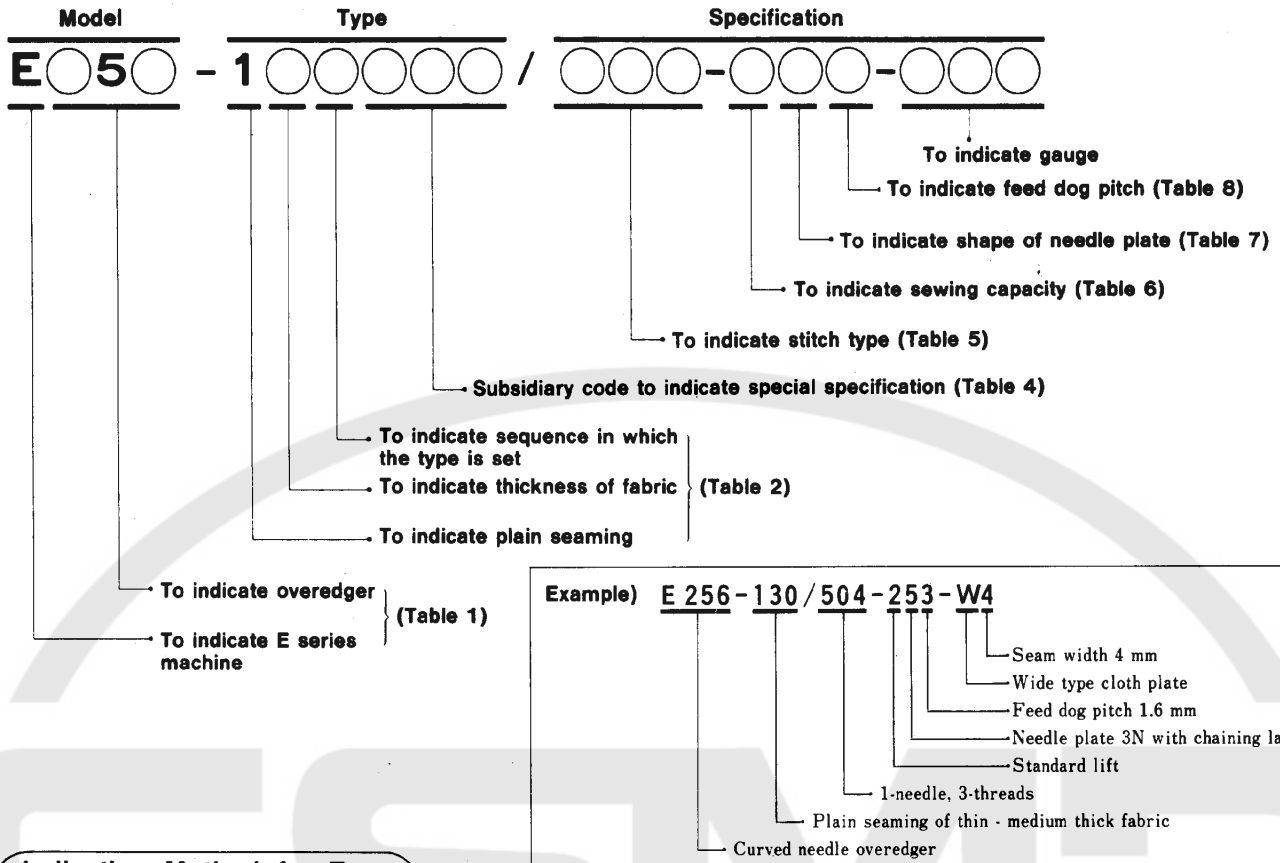 Model Type Specification
E○5○ - 1○○○○○ / ○○○-○○○-○○○
To indicate gauge
To indicate feed dog pitch (Table 8)
To indicate shape of needle plate (Table 7)
To indicate sewing capacity (Table 6)
To indicate stitch type (Table 5)
Subsidiary code to indicate special specification (Table 4)
To indicate sequence in which
the type is set
To indicate thickness of fabric
(Table 2)
To indicate plain seaming
To indicate overedger
(Table 1)
To indicate E series
machine
Example) E 256-130/504-253-W4
Seam width 4 mm
Wide type cloth plate
Feed dog pitch 1.6 mm
Needle plate 3N with chaining
Standard lift
1-needle, 3-threads
Plain seaming of thin - medium thick fabric
Curved needle overedger